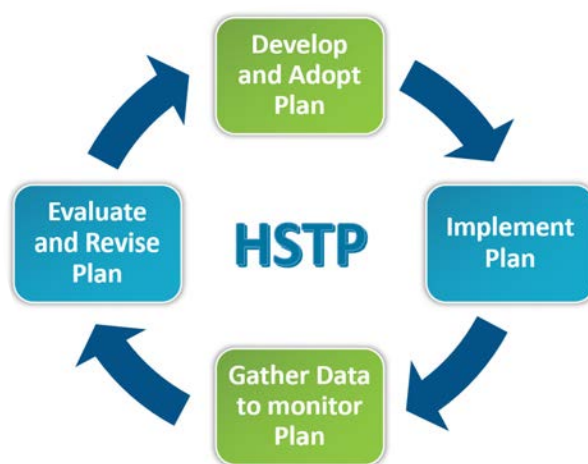 Develop
and Adopt
Plan
Evaluate
and Revise
Plan
HSTP
Implement
Plan
Gather Data
to monitor
Plan